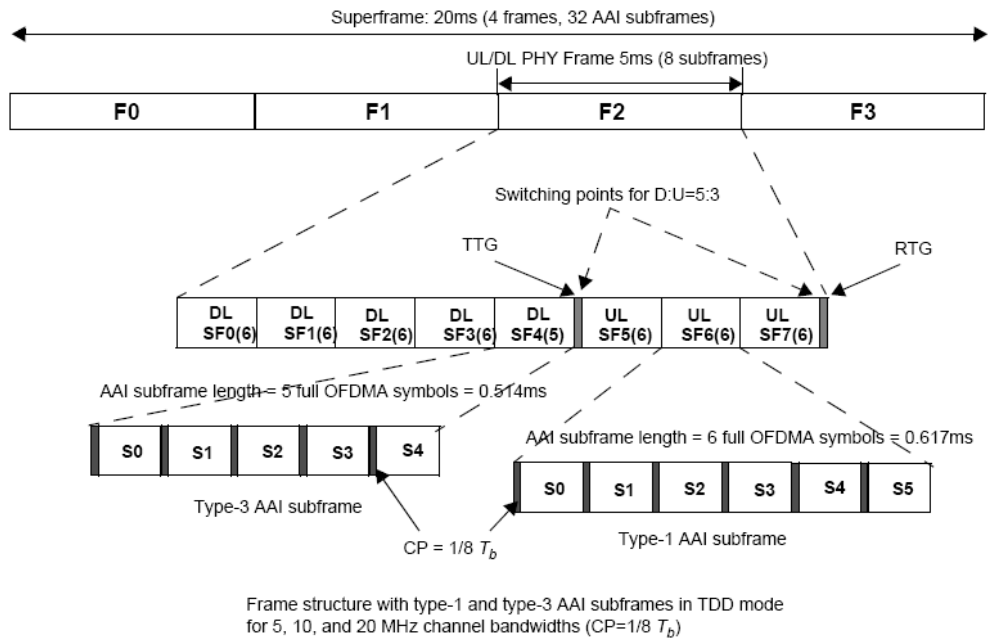 Superframe: 20ms (4 frames, 32 AAI subframes)
UL/DL PHY Frame 5ms (8 subframes)
F0 F1 F2 F3
Switching points for D:U=5:3
TTG
RTG
DL DL DL DL DL UL UL UL
SF0(6) SF1(6) SF2(6) SF3(6) SF4(5) SF5(6) SF6(6) SF7(6)
AAI subframe length = 5 full OFDMA symbols = 0.514ms
AAI subframe length = 6 full OFDMA symbols = 0.617ms
S0 S1 S2 S3 S4
S0 S1 S2 S3 S4 S5
Type-3 AAI subframe
Type-1 AAI subframe
CP = 1/8 T_b
Frame structure with type-1 and type-3 AAI subframes in TDD mode
for 5, 10, and 20 MHz channel bandwidths (CP=1/8 T_b)